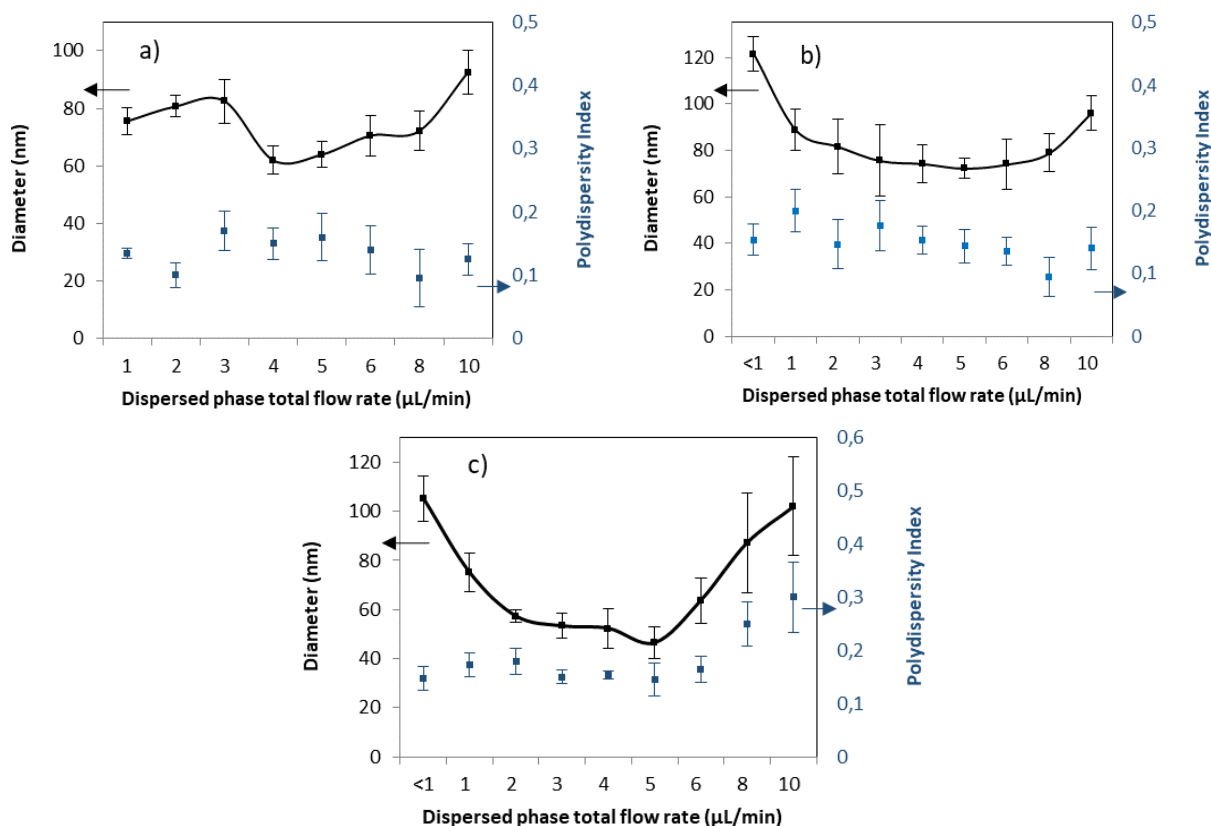 a)
100
80
60
40
20
0
Diameter (nm)
0,5
0,4
0,3
0,2
0,1
0
Polydispersity Index
1 2 3 4 5 6 8 10
Dispersed phase total flow rate (µL/min)
b)
120
100
80
60
40
20
0
Diameter (nm)
0,5
0,4
0,3
0,2
0,1
0
Polydispersity Index
<1 1 2 3 4 5 6 8 10
Dispersed phase total flow rate (µL/min)
c)
120
100
80
60
40
20
0
Diameter (nm)
0,6
0,5
0,4
0,3
0,2
0,1
0
Polydispersity Index
<1 1 2 3 4 5 6 8 10
Dispersed phase total flow rate (µL/min)